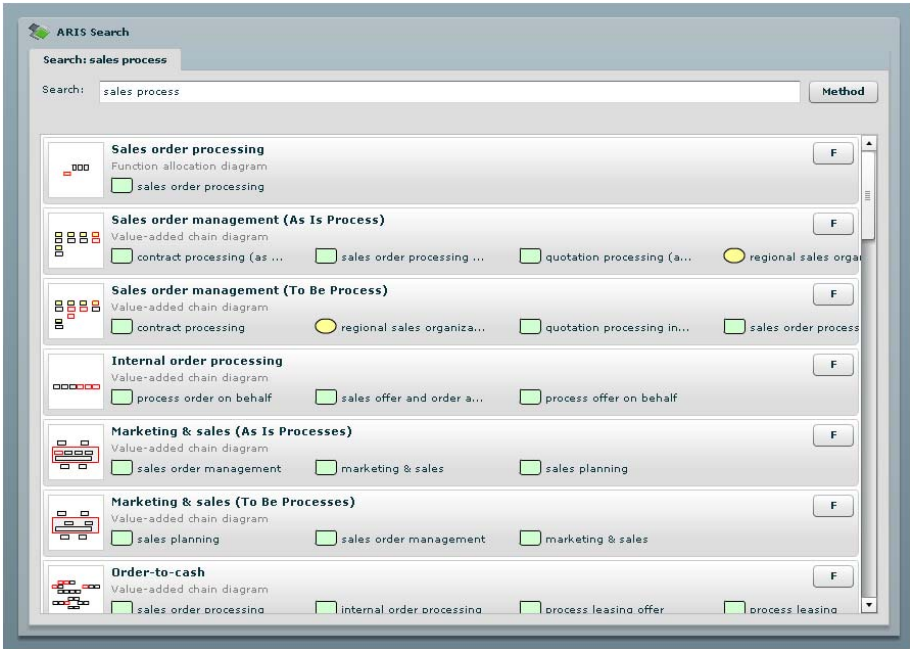 ARIS Search
Search: sales process
Search: sales process Method
Sales order processing F
Function allocation diagram
sales order processing
Sales order management (As Is Process) F
Value-added chain diagram
contract processing (as ... sales order processing ... quotation processing (a... regional sales orga
Sales order management (To Be Process) F
Value-added chain diagram
contract processing regional sales organiza... quotation processing in... sales order process
Internal order processing F
Value-added chain diagram
process order on behalf sales offer and order a... process offer on behalf
Marketing & sales (As Is Processes) F
Value-added chain diagram
sales order management marketing & sales sales planning
Marketing & sales (To Be Processes) F
Value-added chain diagram
sales planning sales order management marketing & sales
Order-to-cash F
Value-added chain diagram
sales order processing internal order processing process leasing offer process leasing